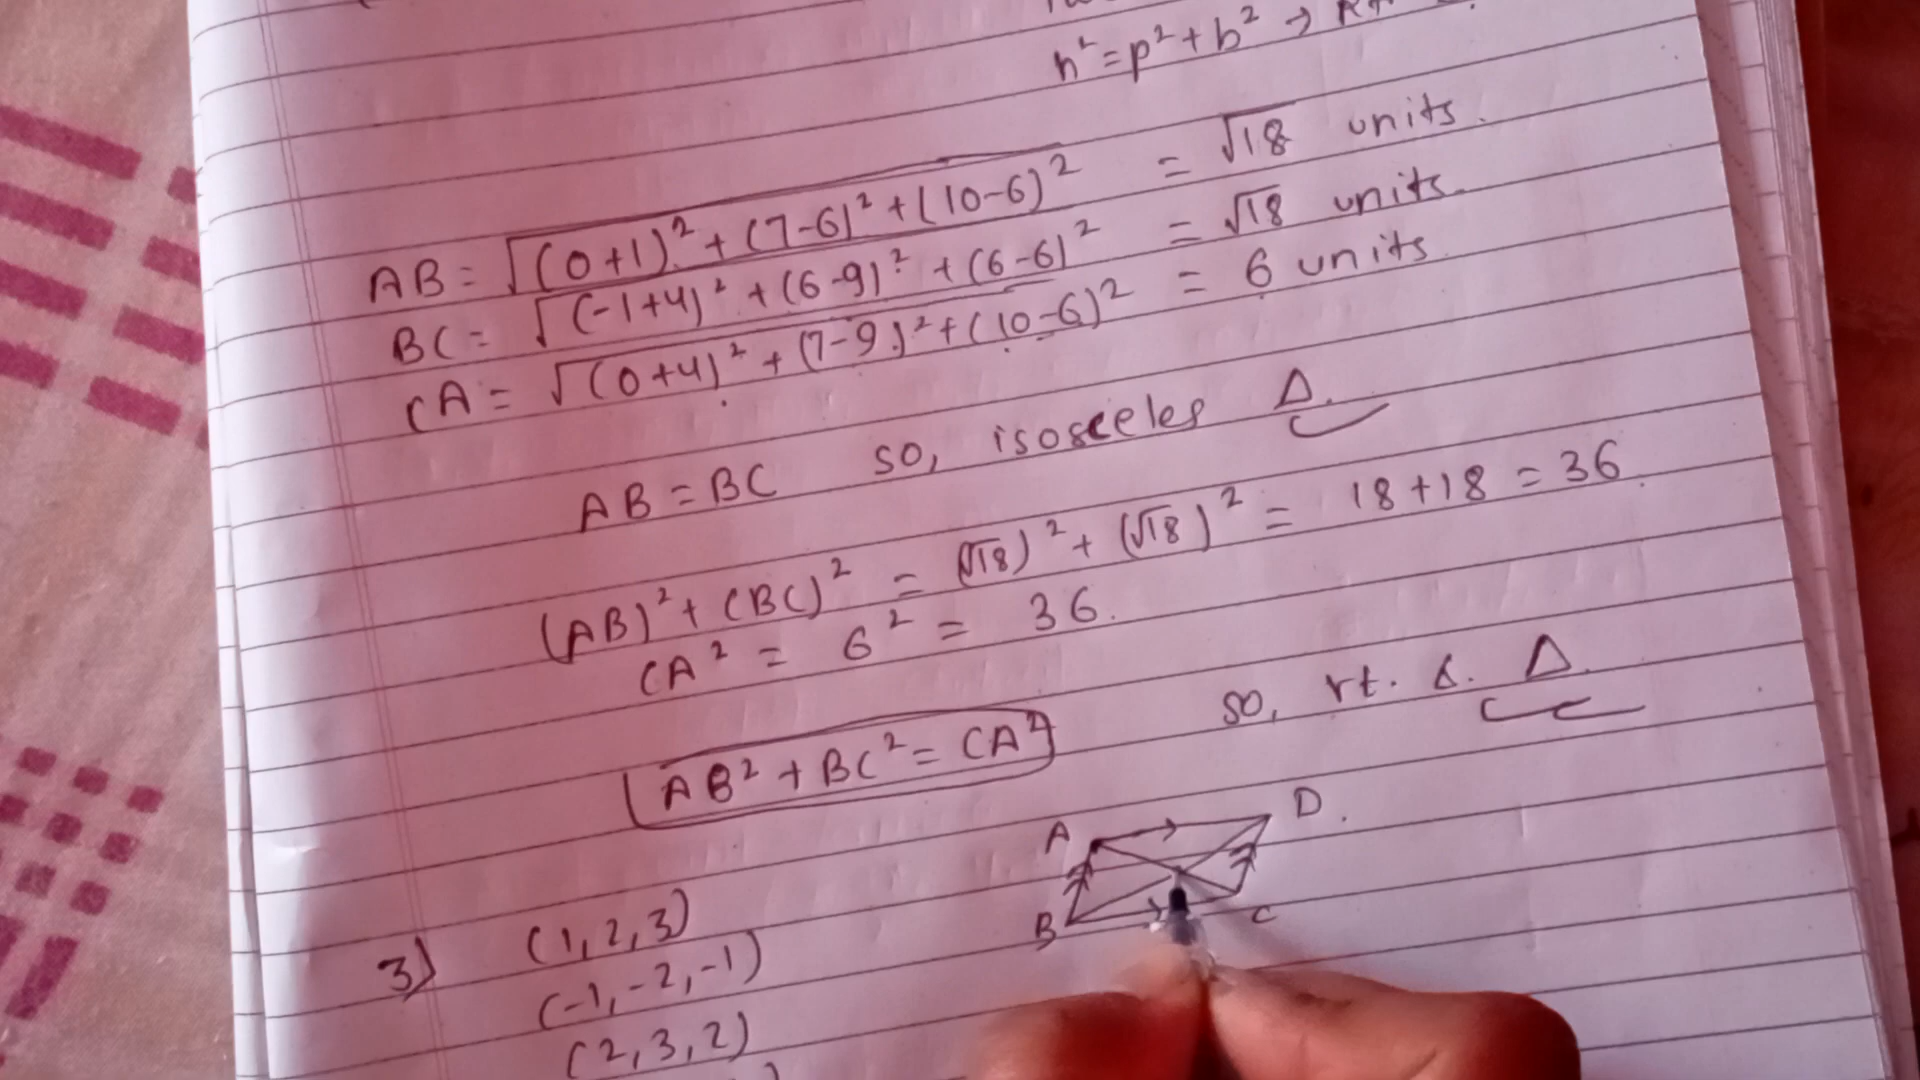 h² = p² + b² →
AB = √(0+1)² + (7-6)² + (10-6)² = √18 units.
BC = √(-1+4)² + (6-9)² + (6-6)² = √18 units.
CA = √(0+4)² + (7-9)² + (10-6)² = 6 units.
AB = BC so, isosceles Δ.
(AB)² + (BC)² = (√18)² + (√18)² = 18+18 = 36.
CA² = 6² = 36.
AB² + BC² = CA² so, rt. ∠. Δ.
A D.
B C
3) (1, 2, 3)
(-1, -2, -1)
(2, 3, 2)